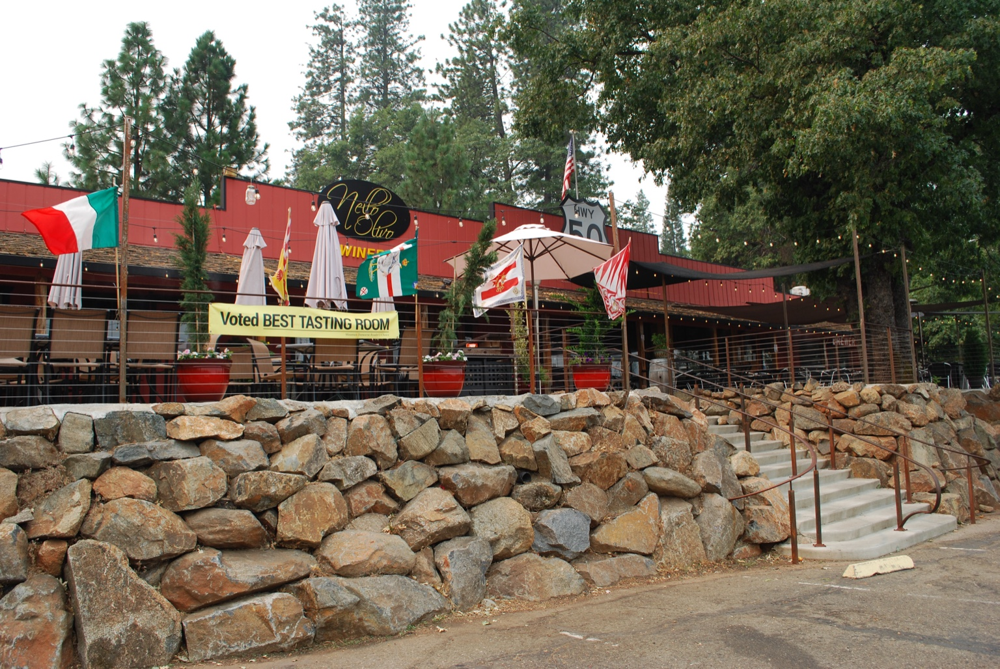 Nello
Olivo
WINER
HWY
50
Voted BEST TASTING ROOM